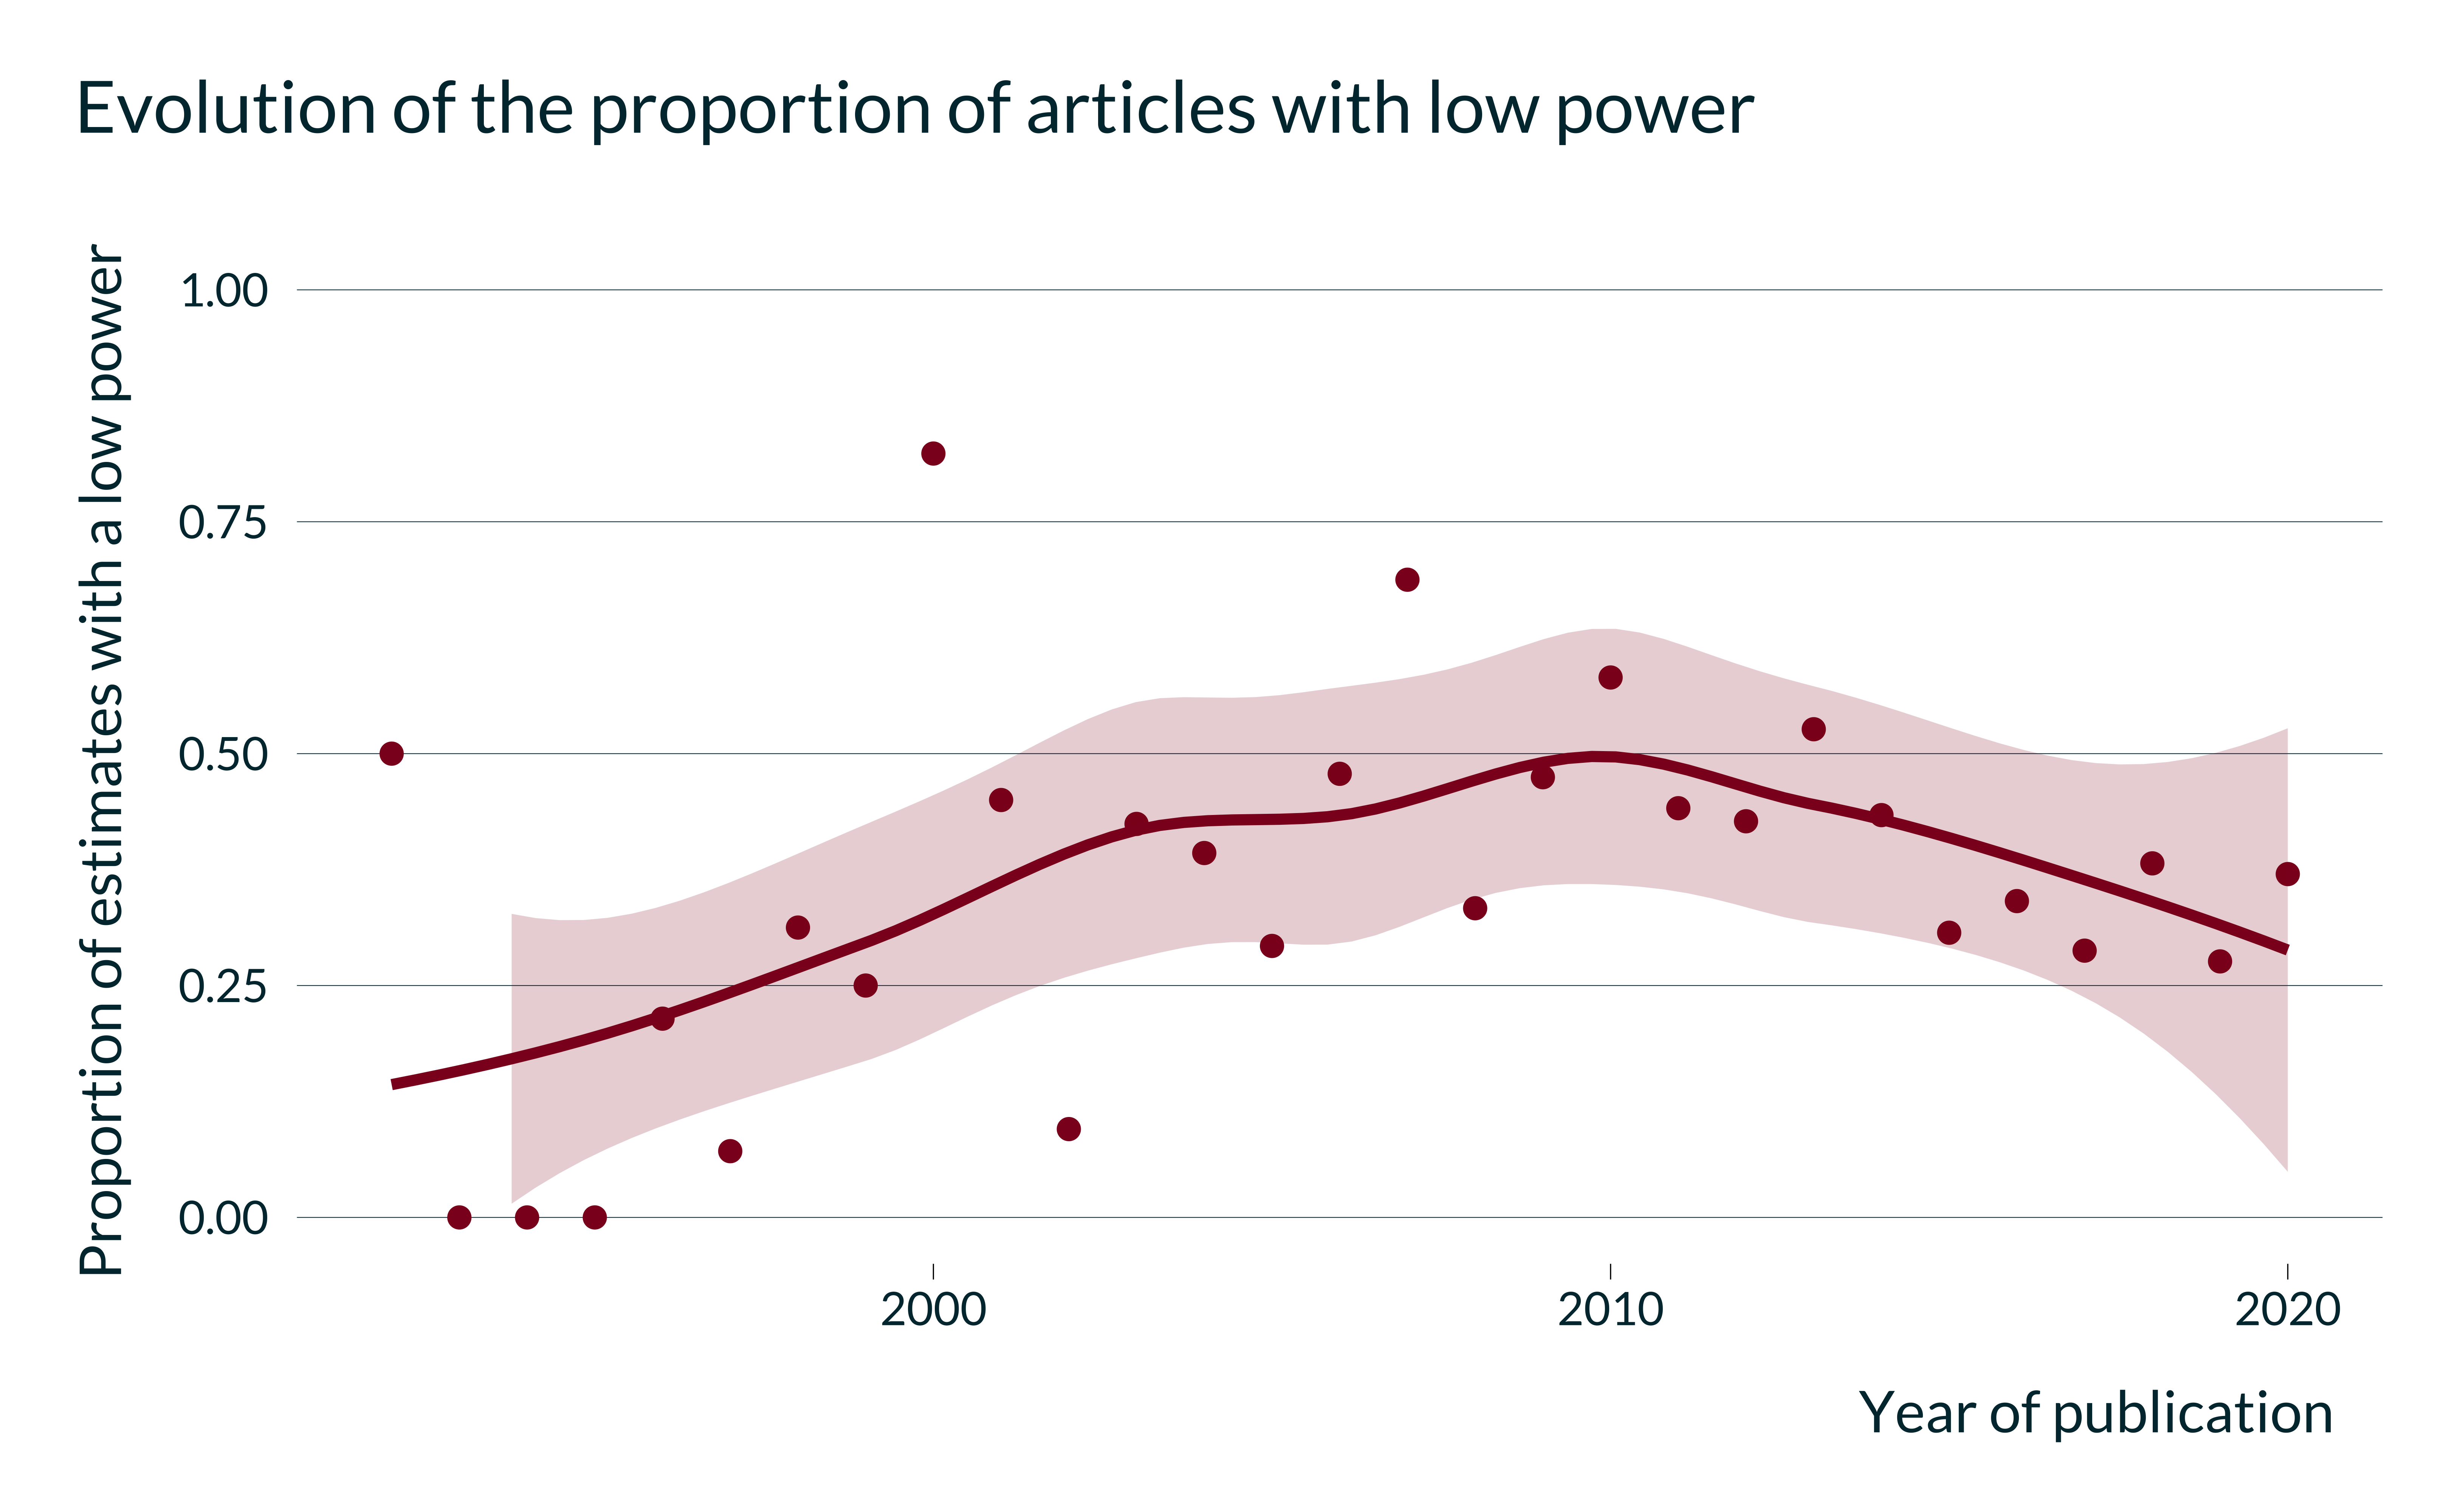 Evolution of the proportion of articles with low power
Proportion of estimates with a low power
1.00
0.75
0.50
0.25
0.00
2000
2010
2020
Year of publication